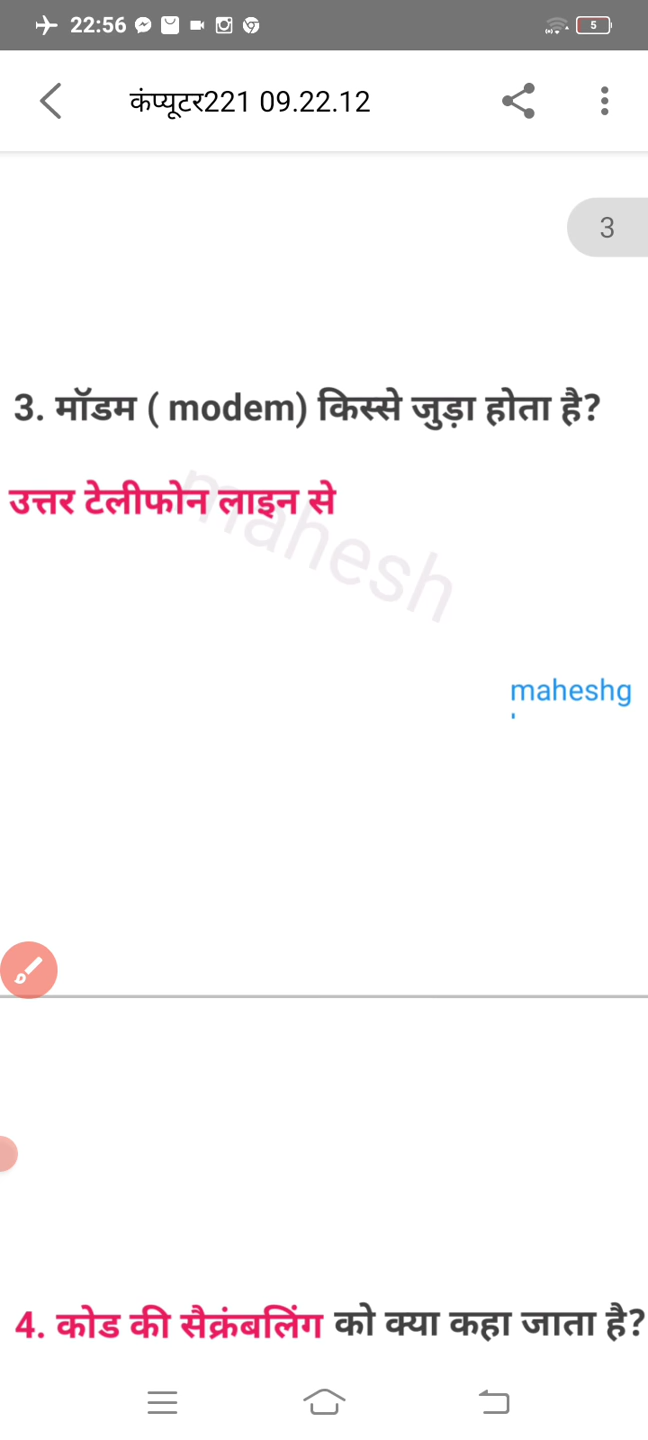 22:56
5
कंप्यूटर221 09.22.12
3
3. मॉडम ( modem) किस्से जुड़ा होता है?
उत्तर टेलीफोन लाइन से
mahesh
maheshg
4. कोड की सैक्रंबलिंग को क्या कहा जाता है?